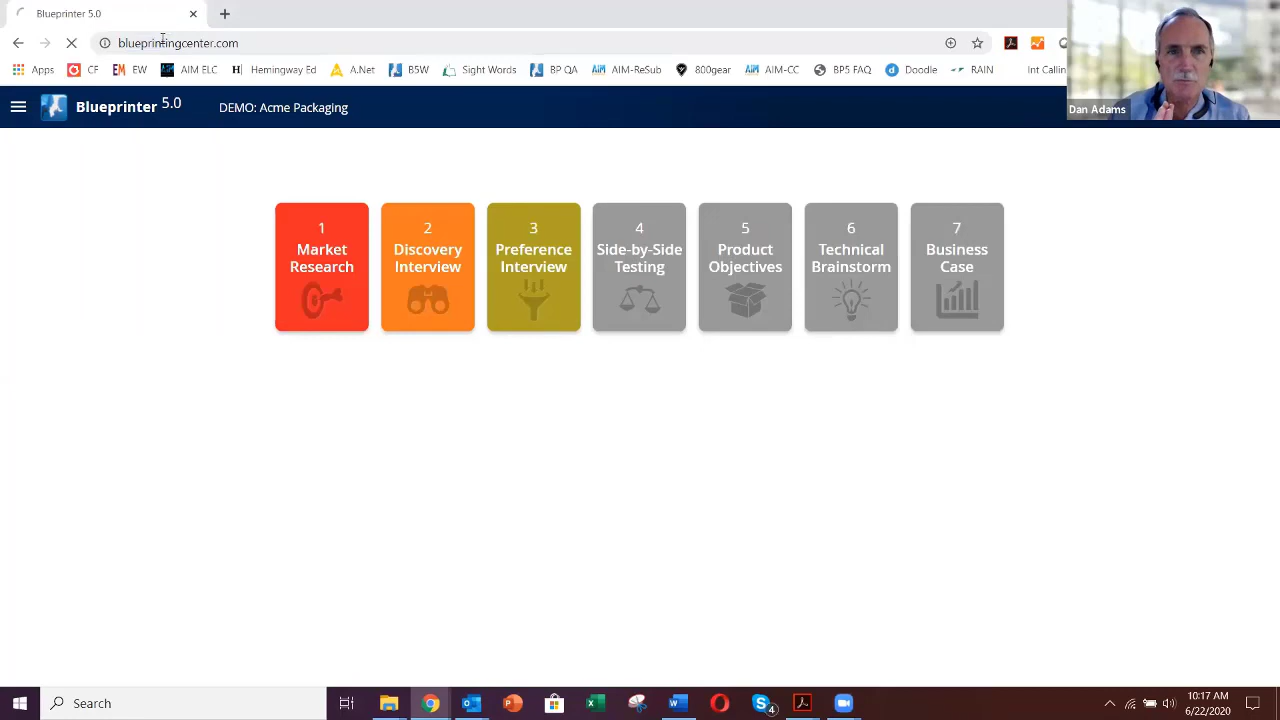 Blueprinter 5.0
blueprintingcenter.com
Apps CF EW AIM ELC Hemingway Ed A.NET B5W Sight Words BP QA AIM-ReSub 800gear AIM-CC BP5 FAQ Doodle RAIN Int Callin
Blueprinter 5.0 DEMO: Acme Packaging
Dan Adams
1
Market
Research
2
Discovery
Interview
3
Preference
Interview
4
Side-by-Side
Testing
5
Product
Objectives
6
Technical
Brainstorm
7
Business
Case
Search
4
10:17 AM
6/22/2020